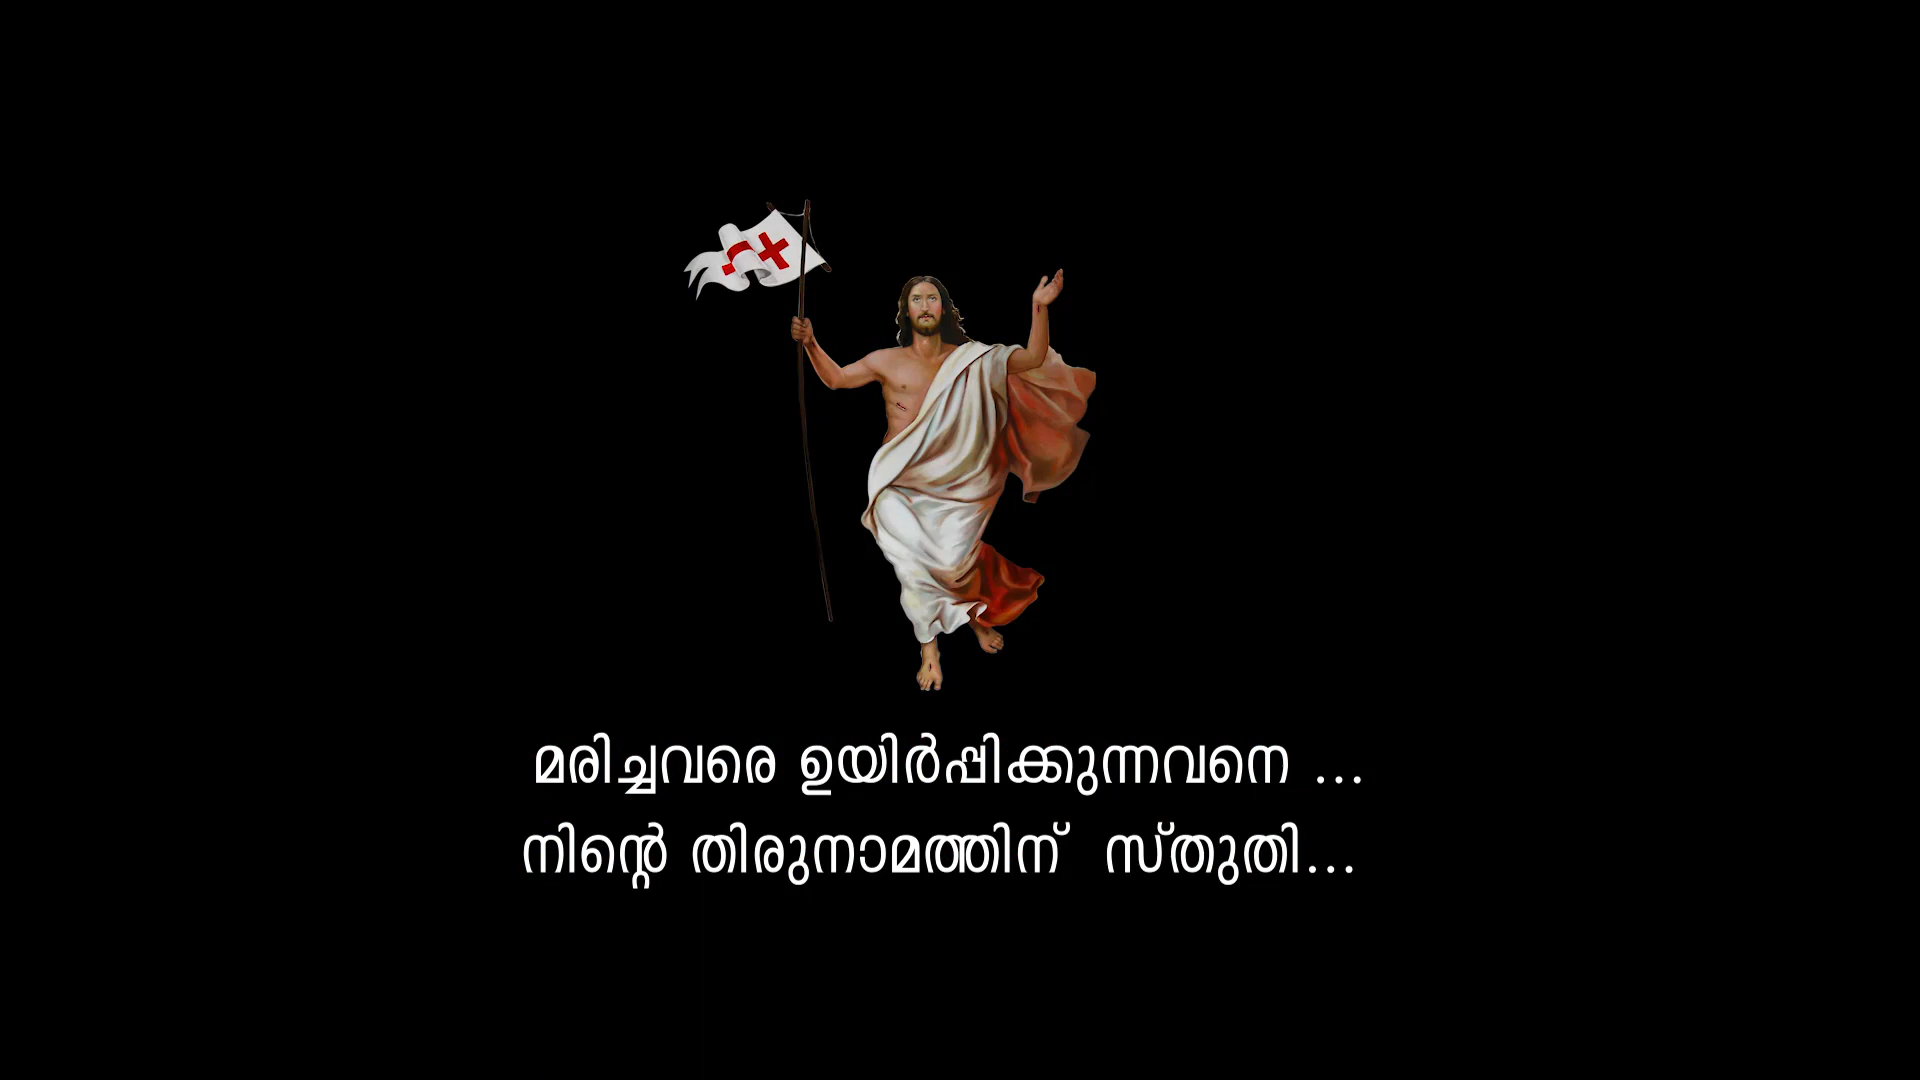 മരിച്ചവരെ ഉയിർപ്പിക്കുന്നവനെ ...
നിന്റെ തിരുനാമത്തിന് സ്തുതി...